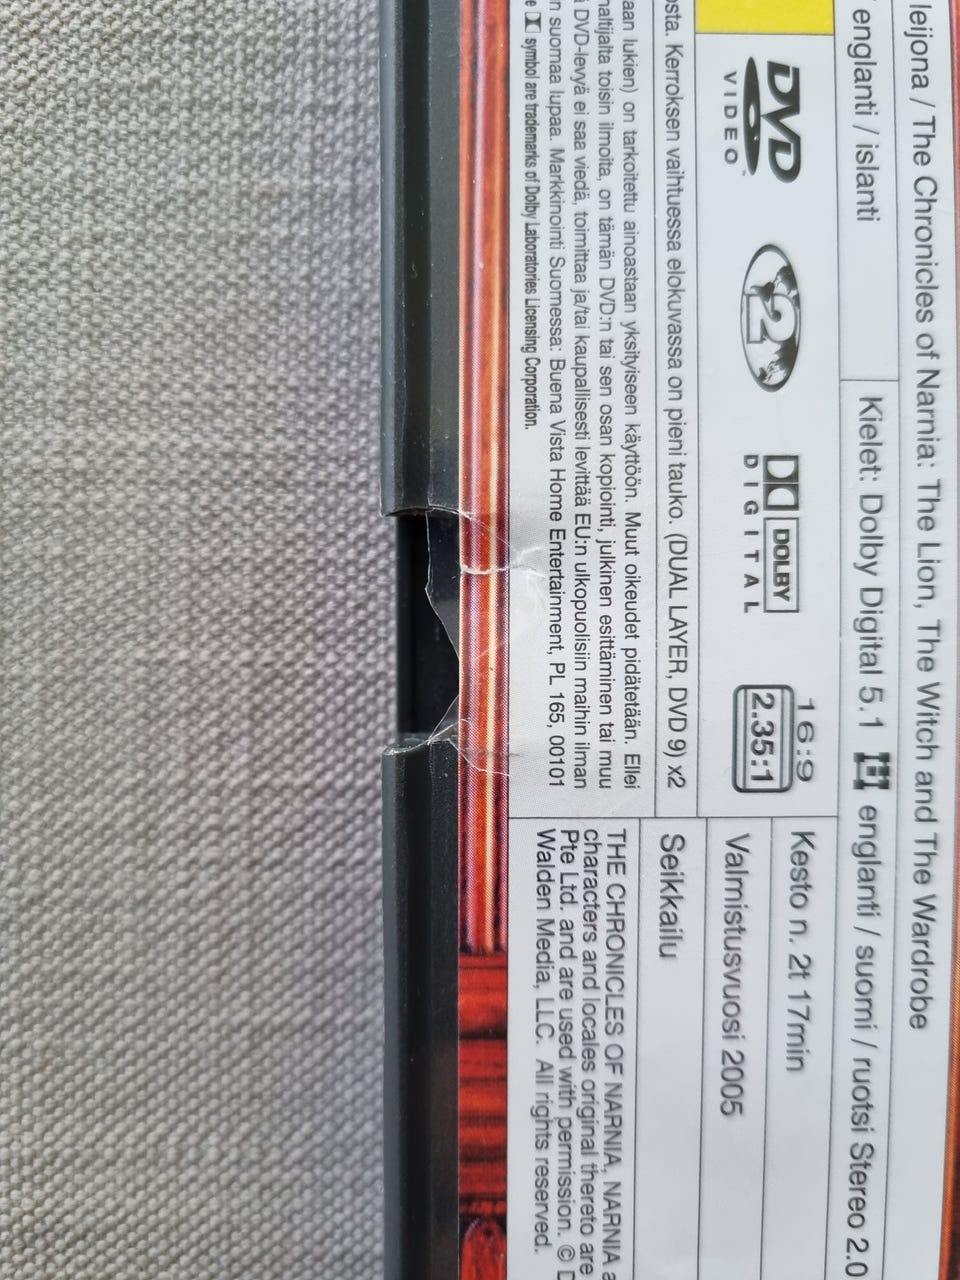 leijona / The Chronicles of Narnia: The Lion, The Witch and The Wardrobe
englanti / islanti
Kielet: Dolby Digital 5.1 englanti / suomi / ruotsi Stereo 2.0
DVD
VIDEO
2
DOLBY
DIGITAL
16:9
2.35:1
Kesto n. 2t 17min
Valmistusvuosi 2005
Seikkailu
Kerroksen vaihtuessa elokuvassa on pieni tauko. (DUAL LAYER, DVD 9) x2
lukien) on tarkoitettu ainoastaan yksityiseen käyttöön. Muut oikeudet pidätetään. Ellei
toisin ilmoita, on tämän DVD:n tai sen osan kopiointi, julkinen esittäminen tai muu
DVD-levyä ei saa viedä, toimittaa ja/tai kaupallisesti levittää EU:n ulkopuolisiin maihin ilman
suomaa lupaa. Markkinointi Suomessa: Buena Vista Home Entertainment, PL 165, 00101
symbol are trademarks of Dolby Laboratories Licensing Corporation.
THE CHRONICLES OF NARNIA, NARNIA
characters and locales original thereto are
Pte Ltd. and are used with permission. ©
Walden Media, LLC. All rights reserved.